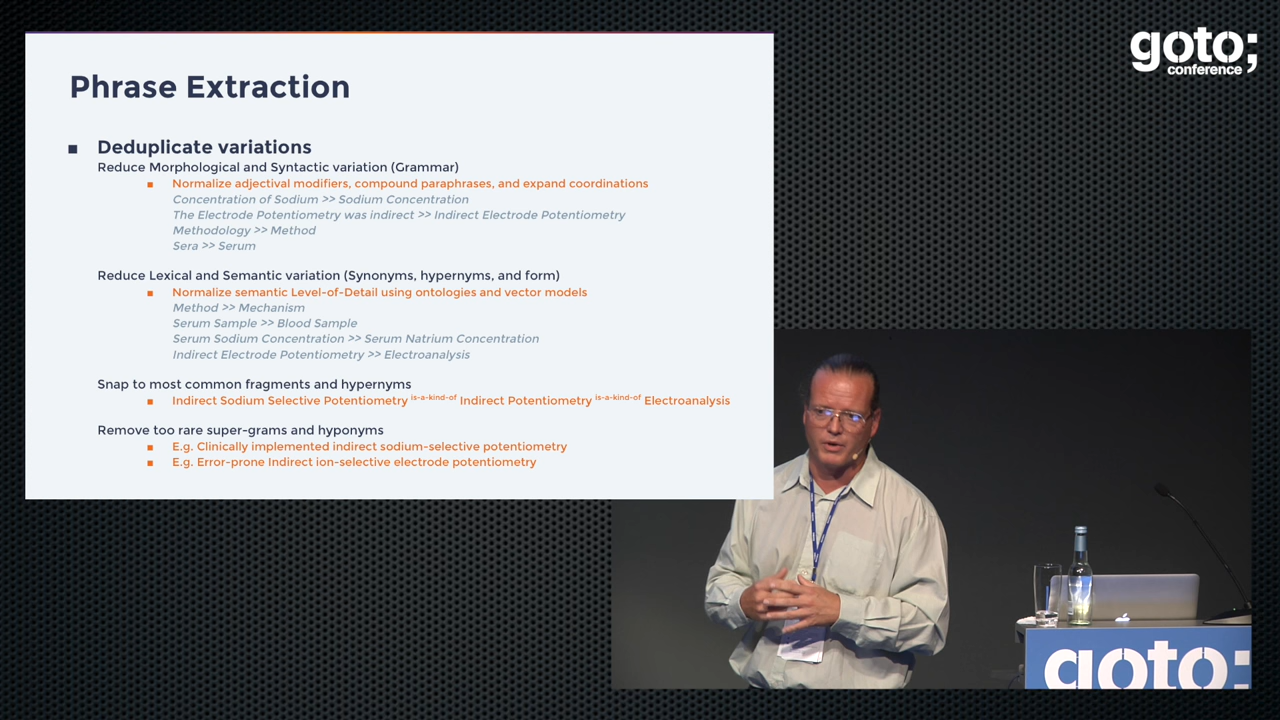 goto;
conference
Phrase Extraction
Deduplicate variations
Reduce Morphological and Syntactic variation (Grammar)
Normalize adjectival modifiers, compound paraphrases, and expand coordinations
Concentration of Sodium >> Sodium Concentration
The Electrode Potentiometry was indirect >> Indirect Electrode Potentiometry
Methodology >> Method
Sera >> Serum
Reduce Lexical and Semantic variation (Synonyms, hypernyms, and form)
Normalize semantic Level-of-Detail using ontologies and vector models
Method >> Mechanism
Serum Sample >> Blood Sample
Serum Sodium Concentration >> Serum Natrium Concentration
Indirect Electrode Potentiometry >> Electroanalysis
Snap to most common fragments and hypernyms
Indirect Sodium Selective Potentiometry is-a-kind-of Indirect Potentiometry is-a-kind-of Electroanalysis
Remove too rare super-grams and hyponyms
E.g. Clinically implemented indirect sodium-selective potentiometry
E.g. Error-prone Indirect ion-selective electrode potentiometry
goto;